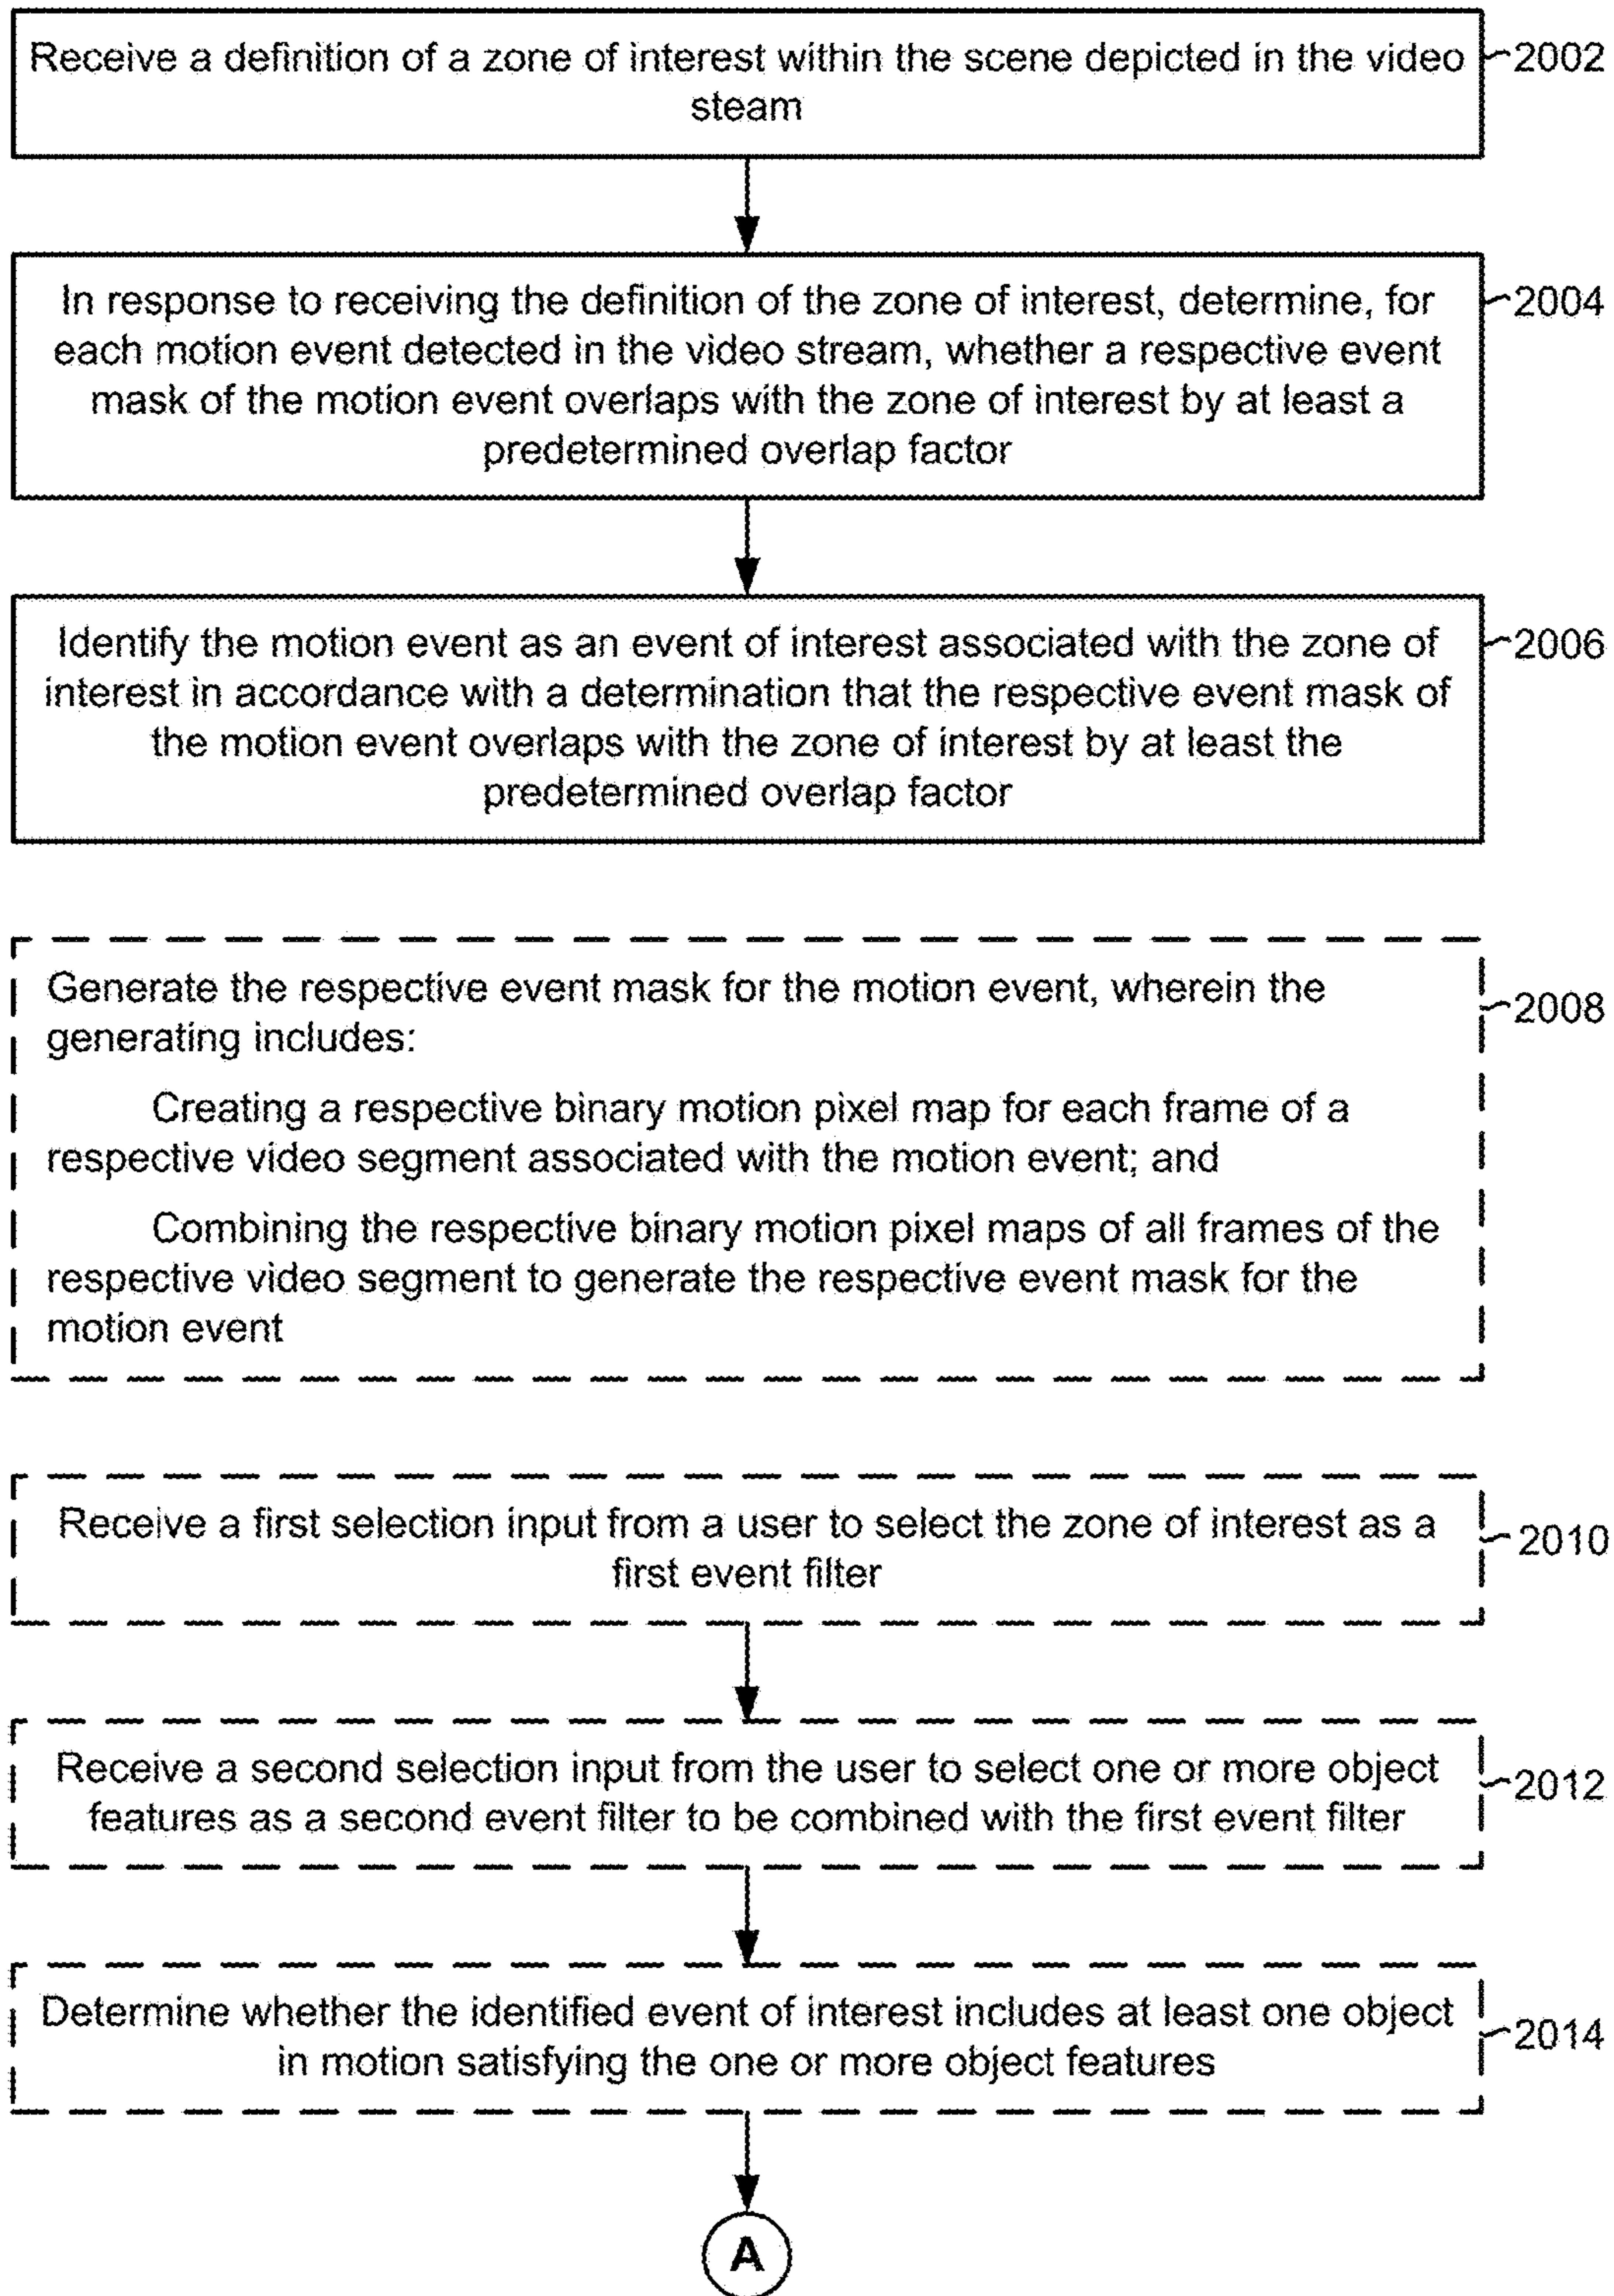 Receive a definition of a zone of interest within the scene depicted in the video
steam
2002
In response to receiving the definition of the zone of interest, determine, for
each motion event detected in the video stream, whether a respective event
mask of the motion event overlaps with the zone of interest by at least a
predetermined overlap factor
2004
Identify the motion event as an event of interest associated with the zone of
interest in accordance with a determination that the respective event mask of
the motion event overlaps with the zone of interest by at least the
predetermined overlap factor
2006
Generate the respective event mask for the motion event, wherein the
generating includes:
Creating a respective binary motion pixel map for each frame of a
respective video segment associated with the motion event; and
Combining the respective binary motion pixel maps of all frames of the
respective video segment to generate the respective event mask for the
motion event
2008
Receive a first selection input from a user to select the zone of interest as a
first event filter
2010
Receive a second selection input from the user to select one or more object
features as a second event filter to be combined with the first event filter
2012
Determine whether the identified event of interest includes at least one object
in motion satisfying the one or more object features
2014
A